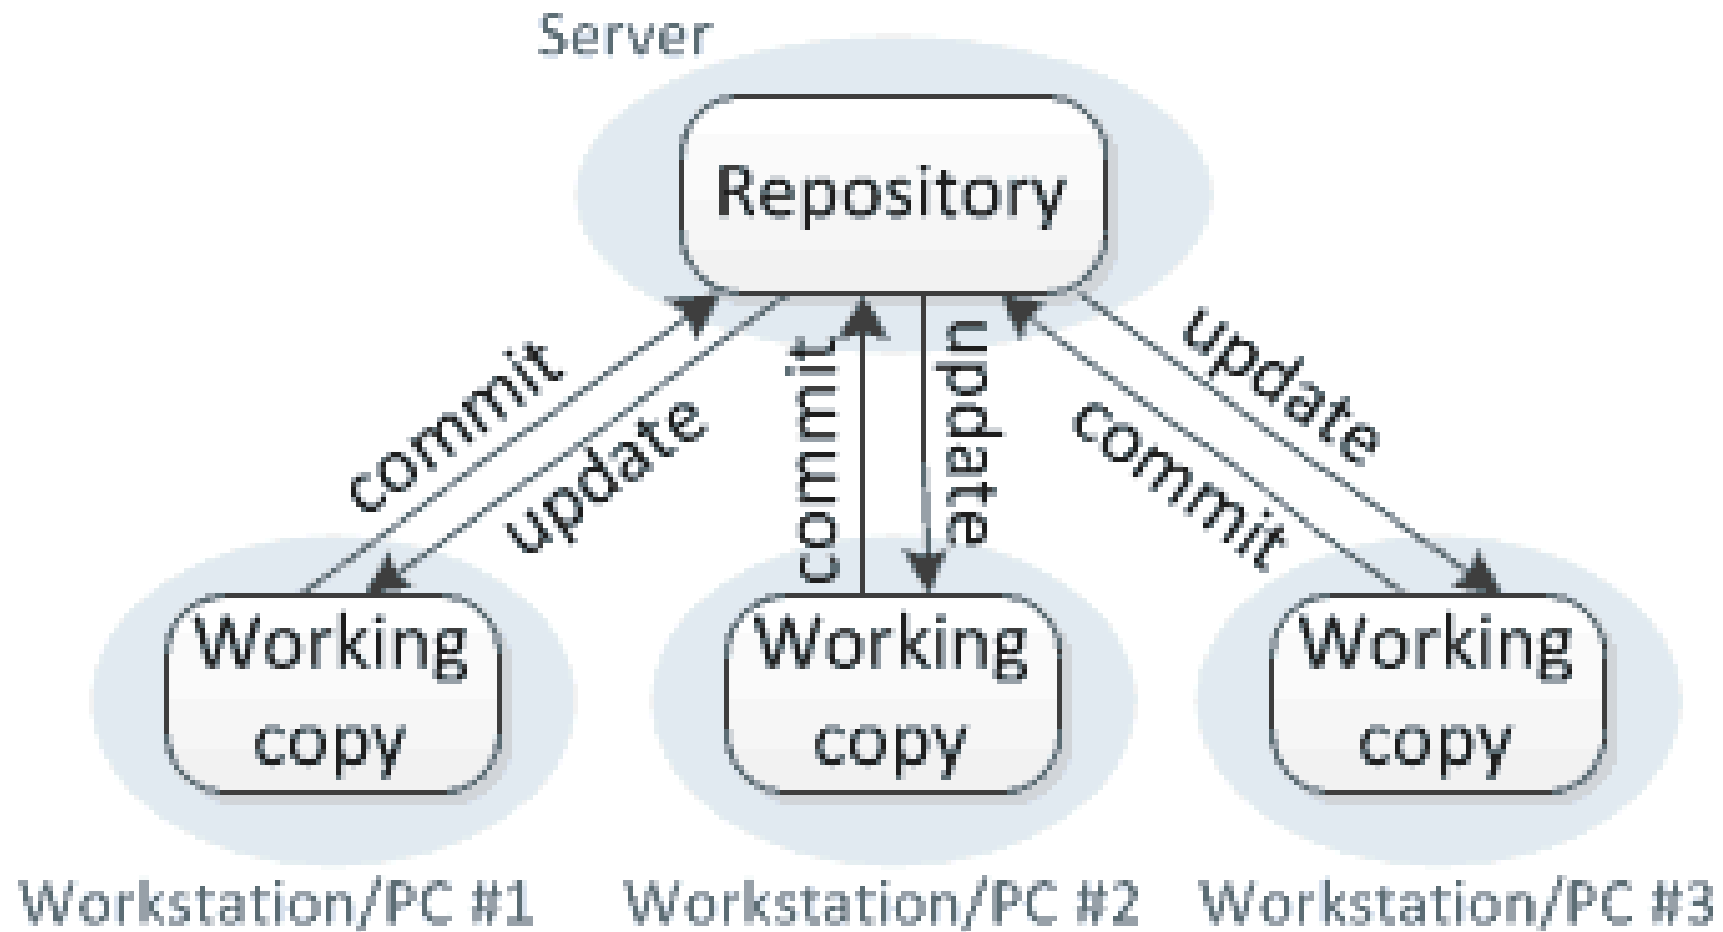 Server
Repository
commit
update
commit
update
commit
update
Working
copy
Working
copy
Working
copy
Workstation/PC #1
Workstation/PC #2
Workstation/PC #3